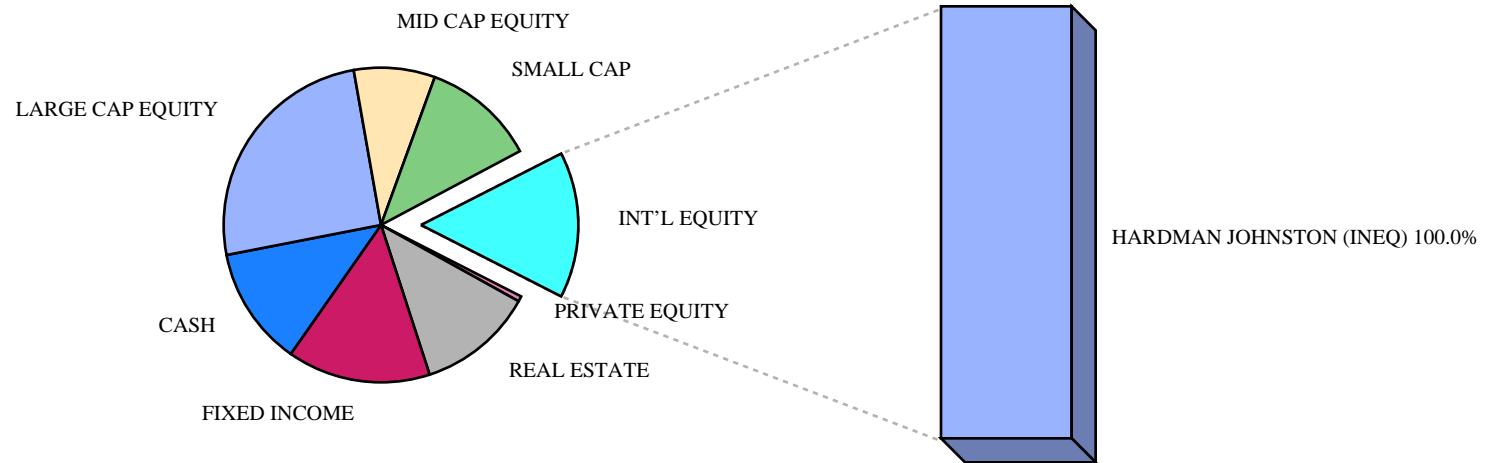 MID CAP EQUITY
SMALL CAP
LARGE CAP EQUITY
INT'L EQUITY
HARDMAN JOHNSTON (INEQ) 100.0%
PRIVATE EQUITY
CASH
REAL ESTATE
FIXED INCOME